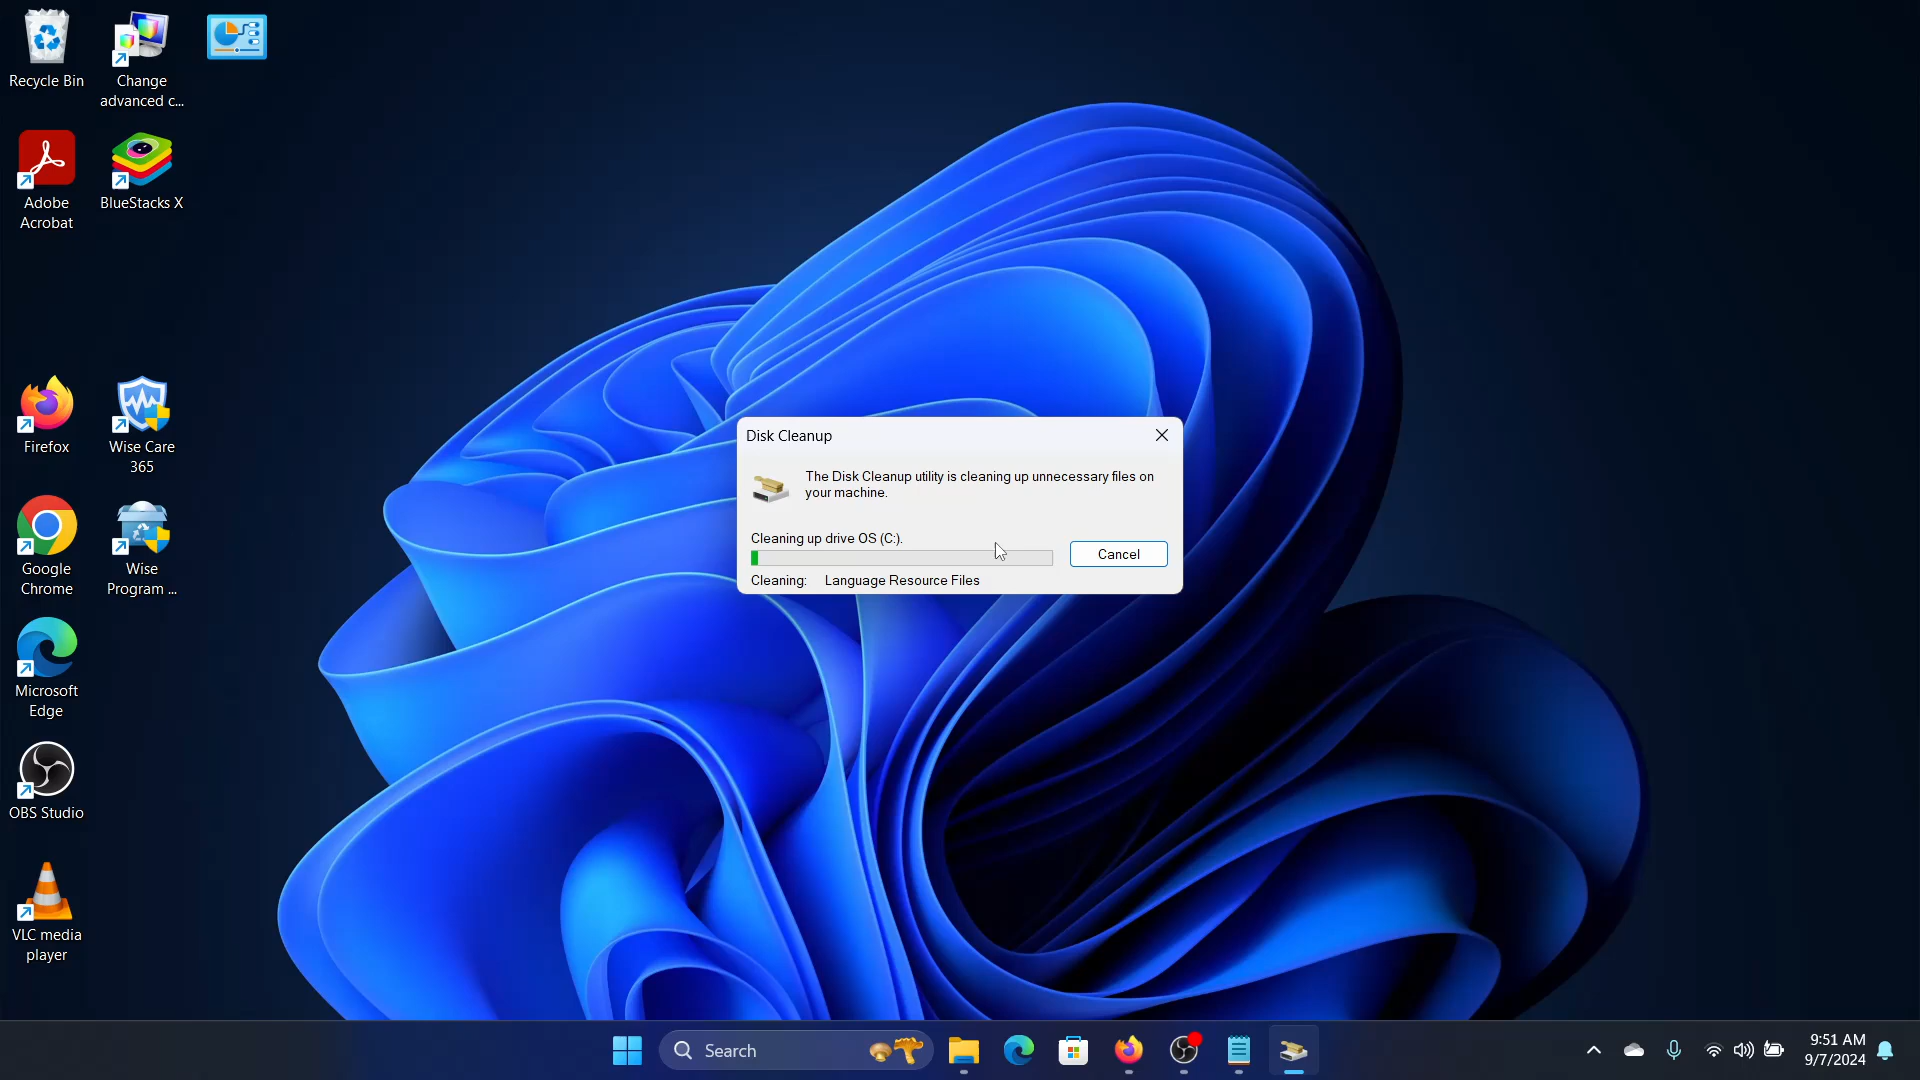 Recycle Bin
Change
advanced c...
Adobe
Acrobat
BlueStacks X
Firefox
Wise Care
365
Google
Chrome
Wise
Program ...
Microsoft
Edge
OBS Studio
VLC media
player
Disk Cleanup
The Disk Cleanup utility is cleaning up unnecessary files on
your machine.
Cleaning up drive OS (C:).
Cancel
Cleaning: Language Resource Files
Search
9:51 AM
9/7/2024